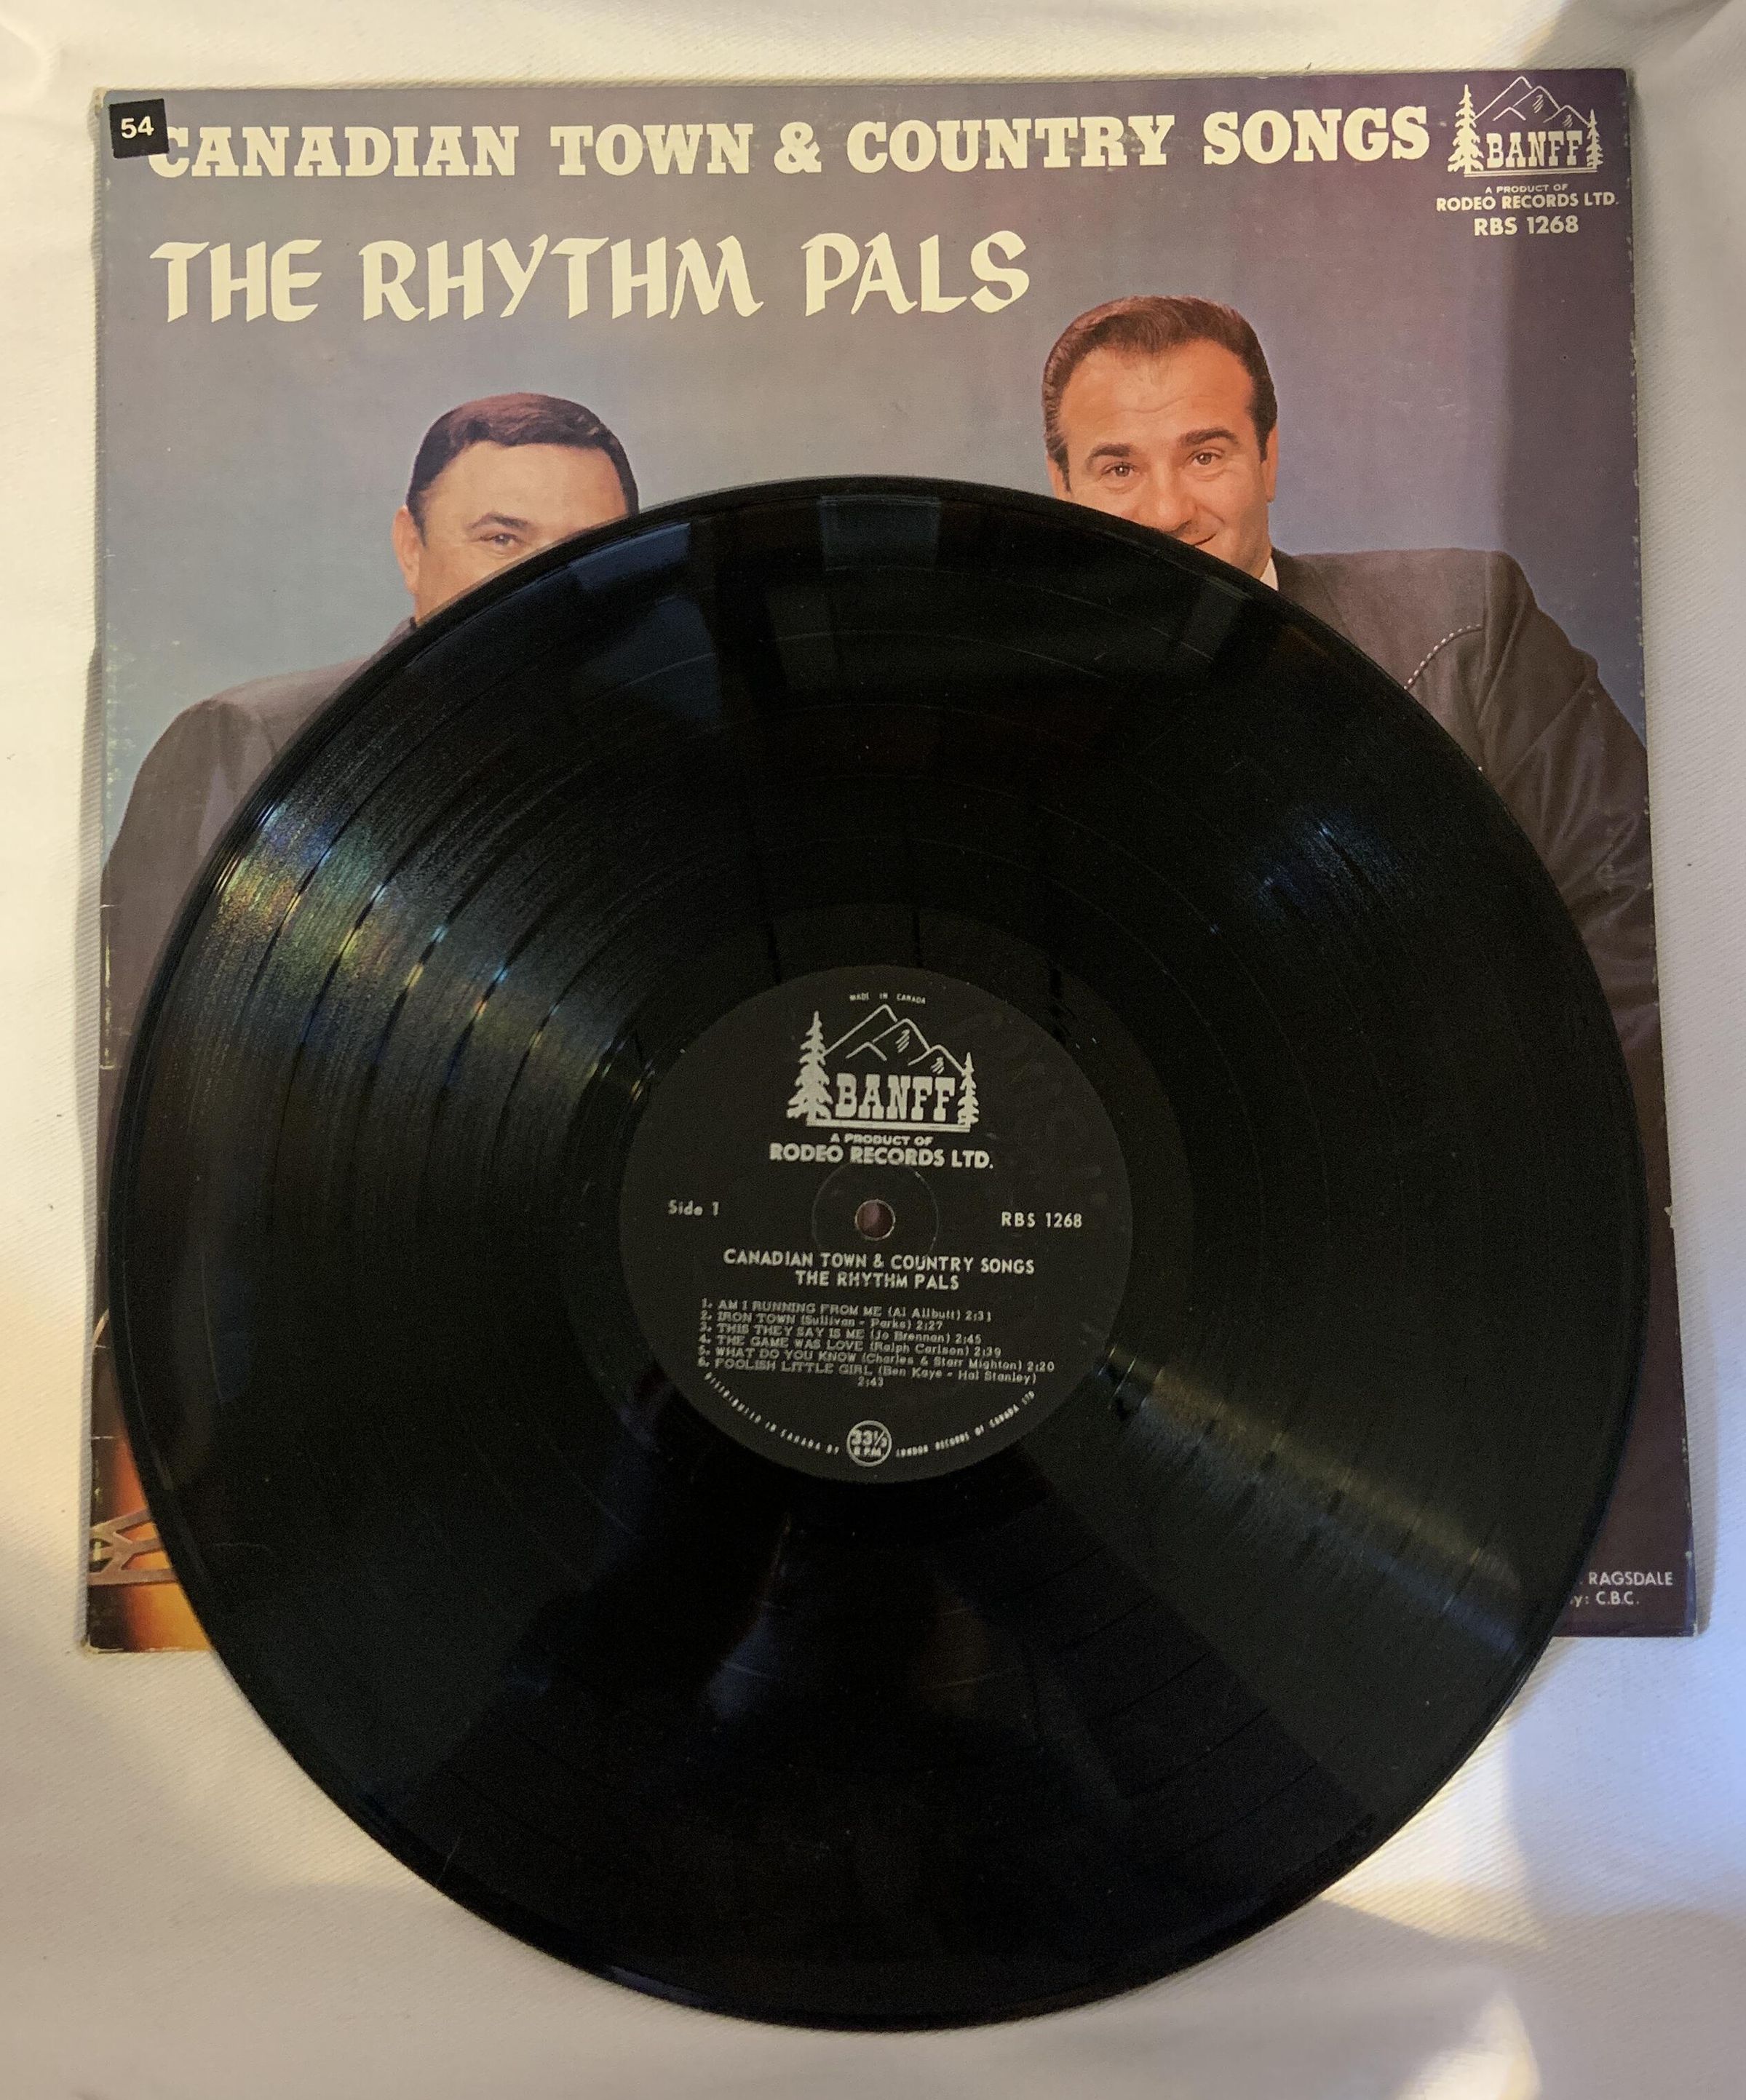 54
CANADIAN TOWN & COUNTRY SONGS
BANFF
A PRODUCT OF
RODEO RECORDS LTD.
RBS 1268
THE RHYTHM PALS
MADE IN CANADA
BANFF
A PRODUCT OF
RODEO RECORDS LTD.
Side 1
RBS 1268
CANADIAN TOWN & COUNTRY SONGS
THE RHYTHM PALS
1. AM I RUNNING FROM ME (Al Allbutt) 2:31
2. IRON TOWN (Sullivan - Parks) 2:27
3. THIS THEY SAY IS ME (Jo Brennan) 2:45
4. THE GAME WAS LOVE (Ralph Carlson) 2:39
5. WHAT DO YOU KNOW (Charles & Starr Mighton) 2:20
6. FOOLISH LITTLE GIRL (Ben Kaye - Hal Stanley)
2:43
DISTRIBUTED IN CANADA BY LONDON RECORDS OF CANADA LTD
33⅓
R.P.M.
. RAGSDALE
y: C.B.C.